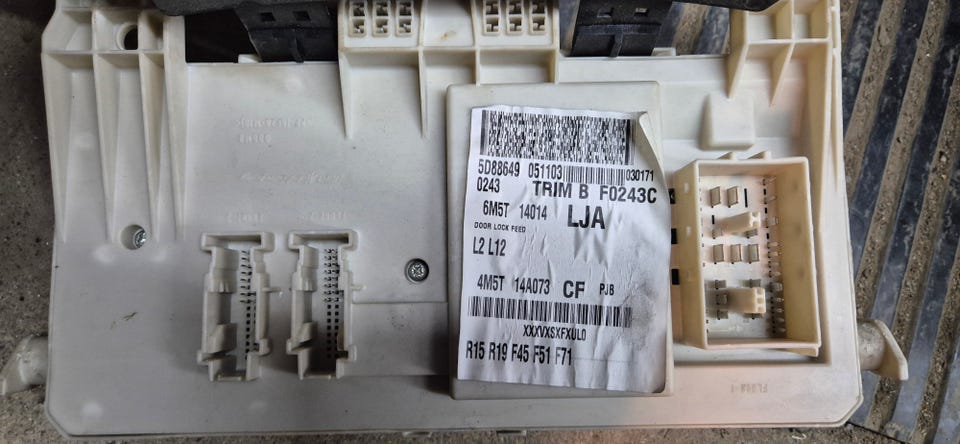 5D88649 051103 030171
0243 TRIM B F0243C
6M5T 14014 LJA
DOOR LOCK FEED
L2 L12
4M5T 14A073 CF PJB
XXXVXSXFXUL0
R15 R19 F45 F51 F71